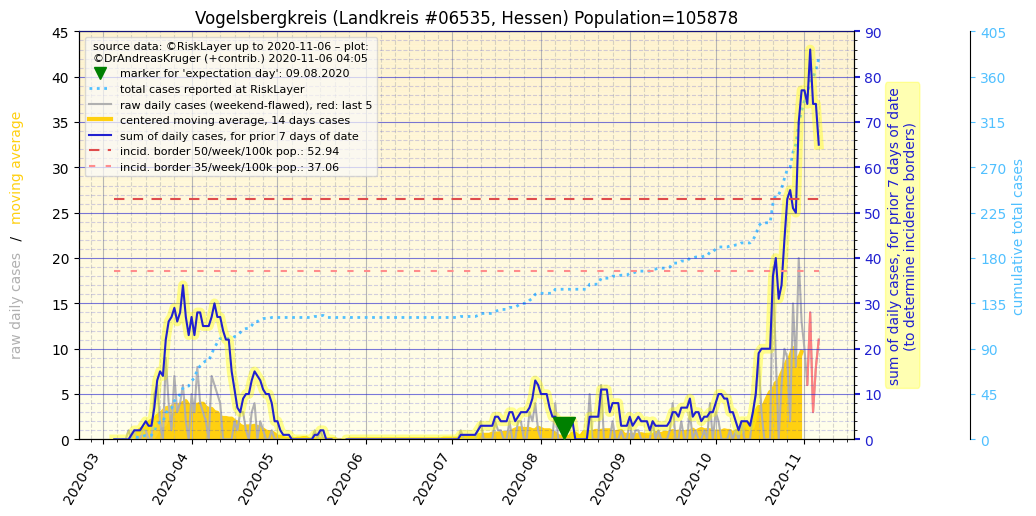 Vogelsbergkreis (Landkreis #06535, Hessen) Population=105878
source data: ©RiskLayer up to 2020-11-06 – plot:
©DrAndreasKruger (+contrib.) 2020-11-06 04:05
marker for 'expectation day': 09.08.2020
total cases reported at RiskLayer
raw daily cases (weekend-flawed), red: last 5
centered moving average, 14 days cases
sum of daily cases, for prior 7 days of date
incid. border 50/week/100k pop.: 52.94
incid. border 35/week/100k pop.: 37.06
raw daily cases / moving average
45
40
35
30
25
20
15
10
5
0
2020-03
2020-04
2020-05
2020-06
2020-07
2020-08
2020-09
2020-10
2020-11
90
80
70
60
50
40
30
20
10
0
sum of daily cases, for prior 7 days of date
(to determine incidence borders)
405
360
315
270
225
180
135
90
45
0
cumulative total cases